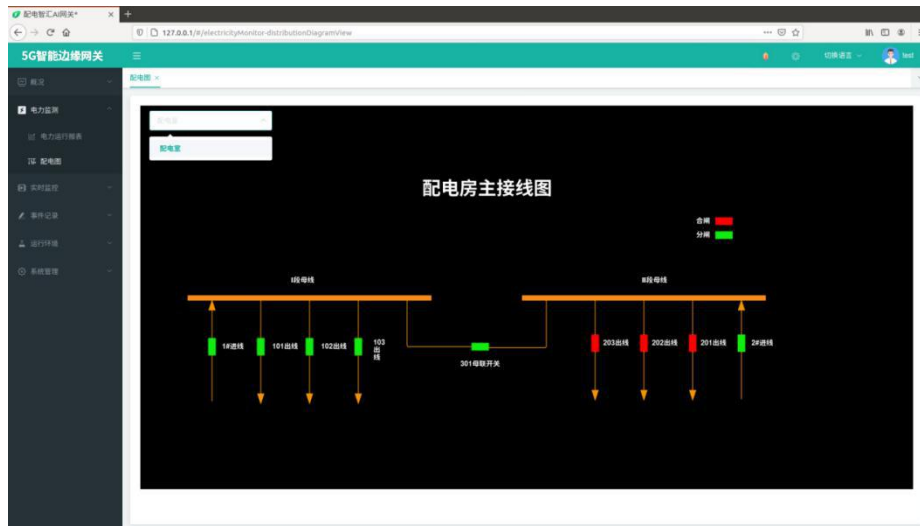 配电智汇AI网关*
127.0.0.1/#/electricityMonitor-distributionDiagramView
5G智能边缘网关
切换语言
test
概况
配电图 ×
电力监测
配电室
电力运行报表
配电室
配电图
实时监控
配电房主接线图
事件记录
合闸
分闸
运行环境
系统管理
I段母线
II段母线
1#进线
101出线
102出线
103
出
线
203出线
202出线
201出线
2#进线
301母联开关